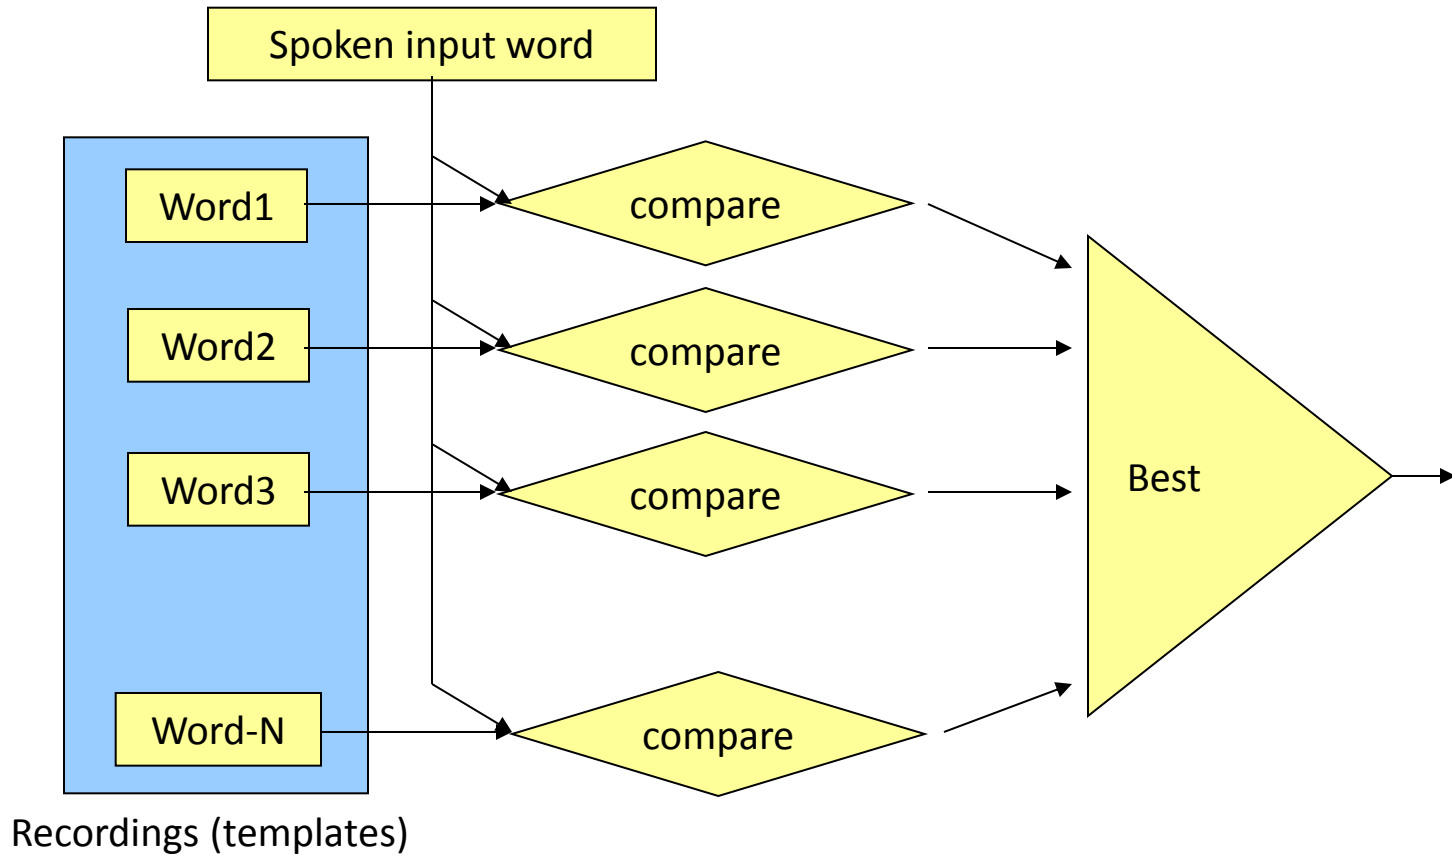 Spoken input word
Word1
compare
Word2
compare
Word3
compare
Best
Word-N
compare
Recordings (templates)